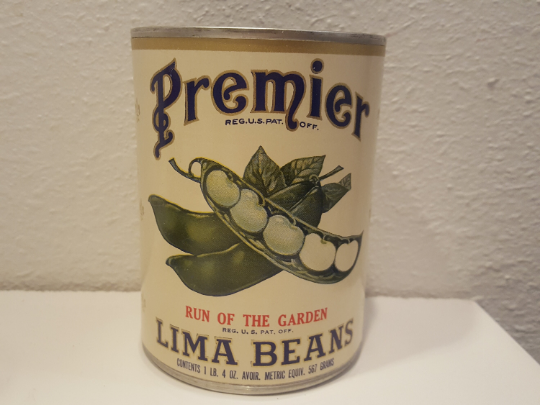 Premier
REG.U.S.PAT. OFF.
RUN OF THE GARDEN
REG. U. S. PAT. OFF.
LIMA BEANS
CONTENTS 1 LB. 4 OZ. AVOIR. METRIC EQUIV. 567 GRAMS